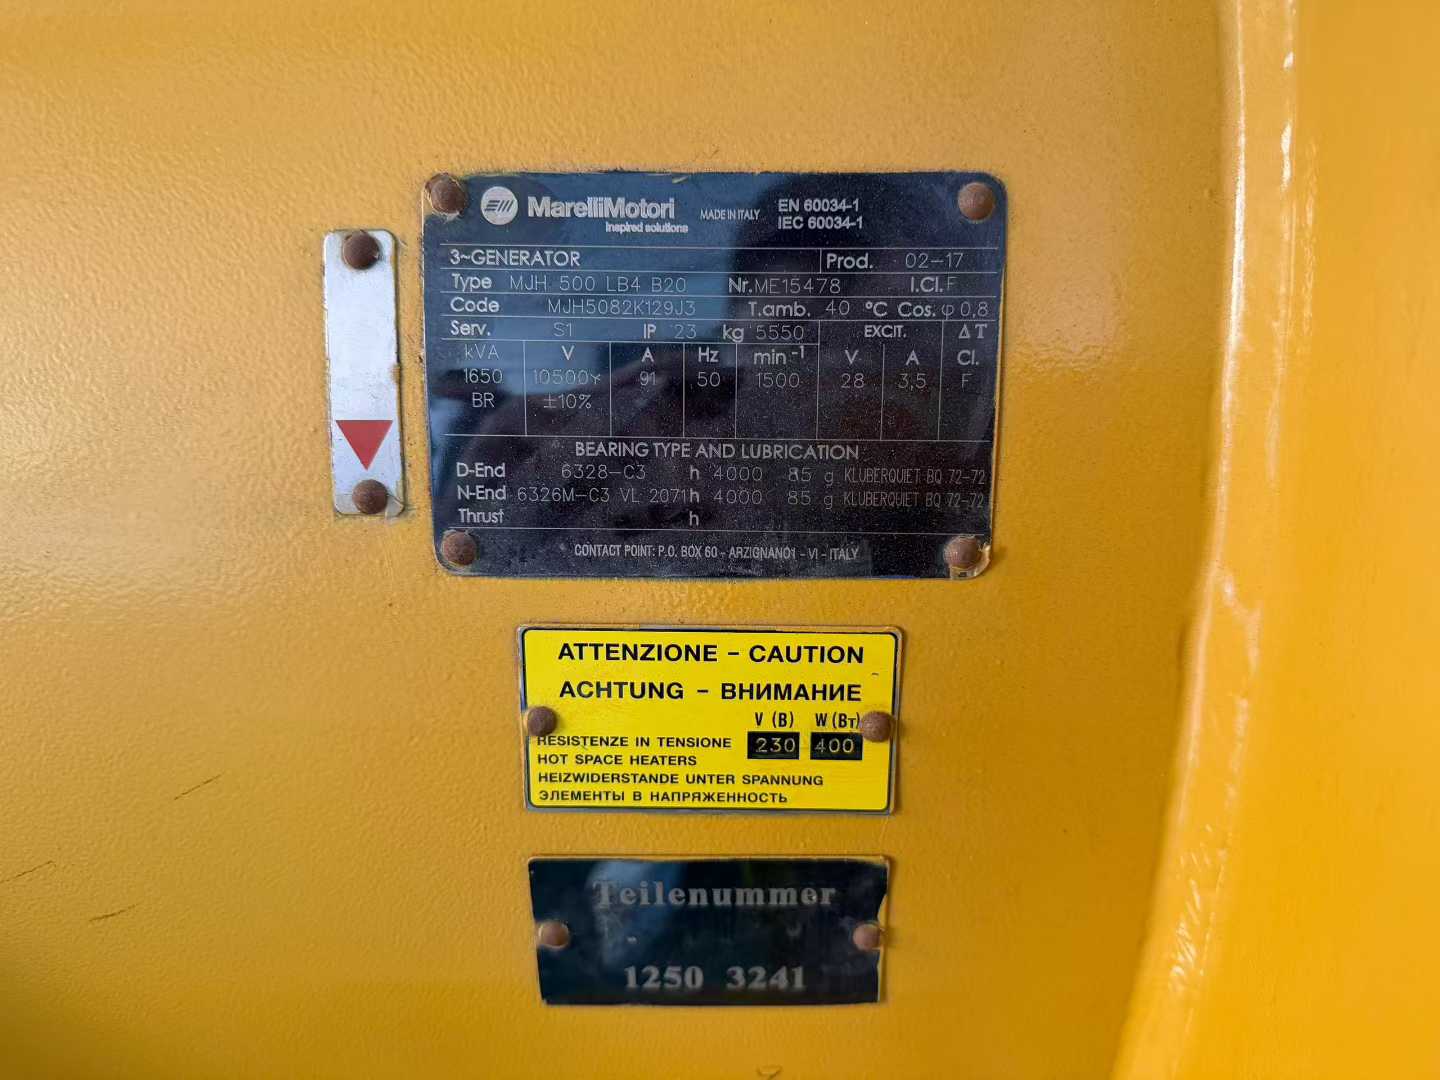 MarelliMotori
Inspired solutions
MADE IN ITALY
EN 60034-1
IEC 60034-1
3~GENERATOR Prod. 02-17
Type MJH 500 LB4 B20 Nr. ME15478 I.Cl. F
Code MJH5082K129J3 T.amb. 40 °C Cos. φ 0,8
Serv. S1 IP 23 kg 5550 EXCIT. Δ T
kVA V A Hz min -1 V A Cl.
1650 10500Y 91 50 1500 28 3,5 F
BR ±10%
BEARING TYPE AND LUBRICATION
D-End 6328-C3 h 4000 85 g KLUBERQUIET BQ 72-72
N-End 6326M-C3 VL 2071 h 4000 85 g KLUBERQUIET BQ 72-72
Thrust h
CONTACT POINT: P.O. BOX 60 - ARZIGNANO1 - VI - ITALY
ATTENZIONE - CAUTION
ACHTUNG - ВНИМАНИЕ
V (В) W (Вт)
RESISTENZE IN TENSIONE 230 400
HOT SPACE HEATERS
HEIZWIDERSTANDE UNTER SPANNUNG
ЭЛЕМЕНТЫ В НАПРЯЖЕННОСТЬ
Teilenummer
1250 3241